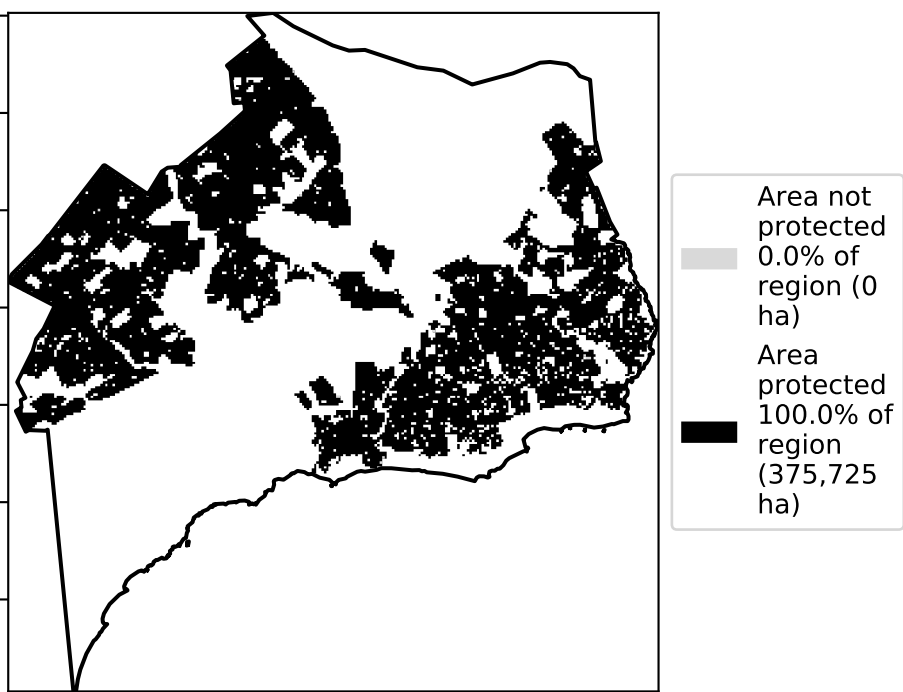 Area not
protected
0.0% of
region (0
ha)
Area
protected
100.0% of
region
(375,725
ha)